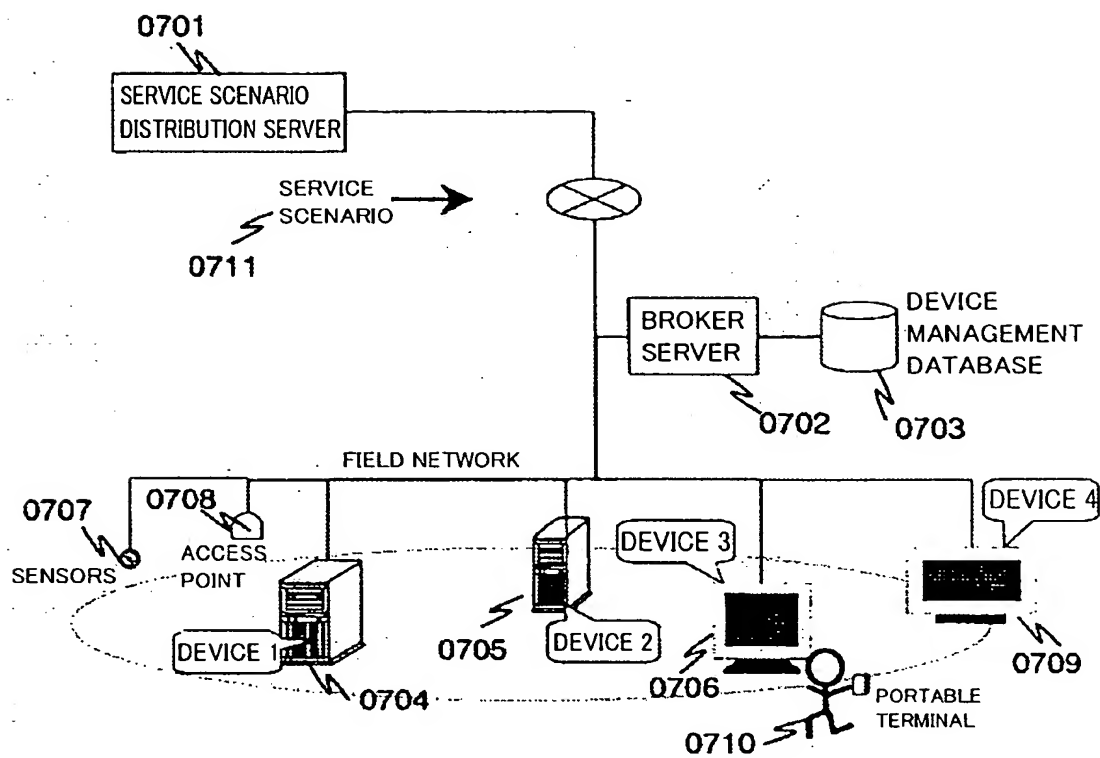 0701
SERVICE SCENARIO
DISTRIBUTION SERVER
SERVICE
SCENARIO
0711
BROKER
SERVER
0702
DEVICE
MANAGEMENT
DATABASE
0703
FIELD NETWORK
0707
SENSORS
0708
ACCESS
POINT
DEVICE 1
0704
0705
DEVICE 2
DEVICE 3
0706
DEVICE 4
0709
PORTABLE
TERMINAL
0710